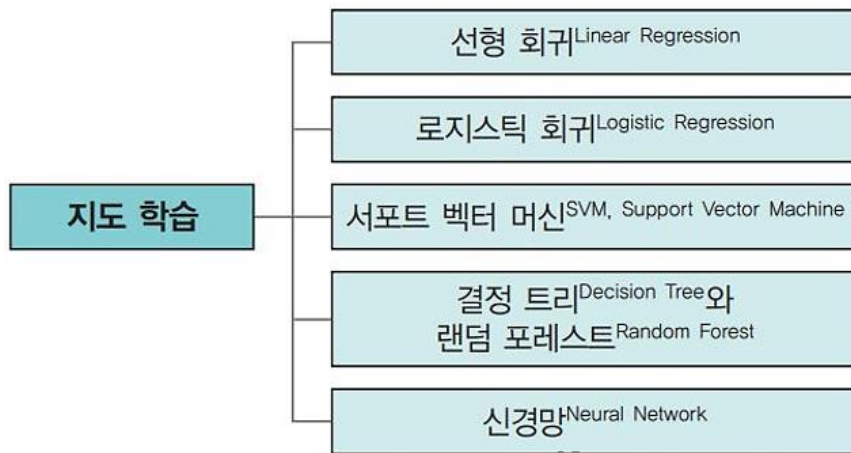 선형 회귀Linear Regression
로지스틱 회귀Logistic Regression
지도 학습
서포트 벡터 머신SVM, Support Vector Machine
결정 트리Decision Tree와
랜덤 포레스트Random Forest
신경망Neural Network